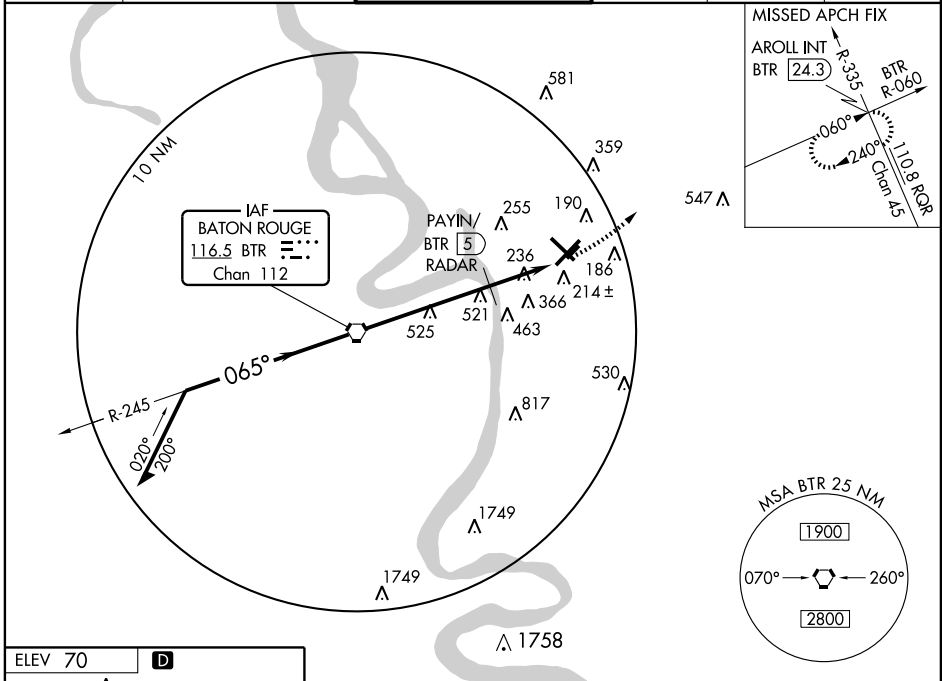 MISSED APCH FIX
AROLL INT
BTR 24.3
R-335
BTR
R-060
060°
240°
110.8 RQR
Chan 45
581
10 NM
359
547
190
255
PAYIN/
BTR 5
RADAR
IAF
BATON ROUGE
116.5 BTR
Chan 112
236
186
214 ±
366
521
525
463
065°
530
R-245
817
020°
200°
1749
MSA BTR 25 NM
1900
070°
260°
2800
1749
1758
ELEV 70
D